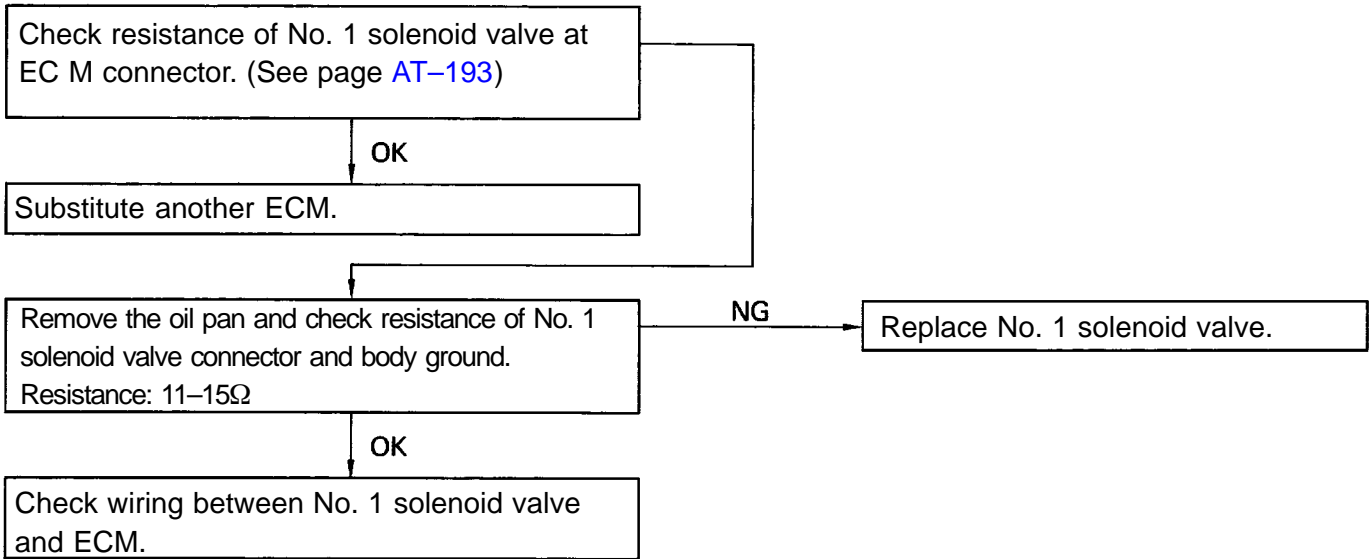 Check resistance of No. 1 solenoid valve at
EC M connector. (See page AT–193)
OK
Substitute another ECM.
Remove the oil pan and check resistance of No. 1
solenoid valve connector and body ground.
Resistance: 11–15Ω
NG
Replace No. 1 solenoid valve.
OK
Check wiring between No. 1 solenoid valve
and ECM.